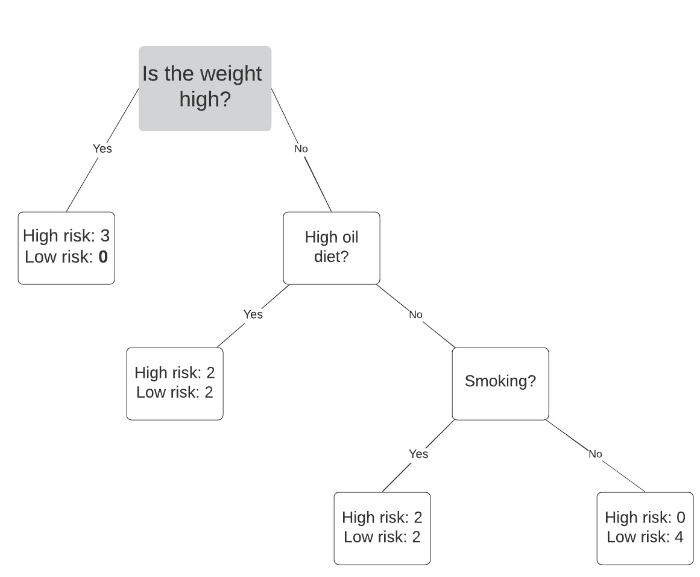 Is the weight
high?
Yes
No
High risk: 3
Low risk: 0
High oil
diet?
Yes
No
High risk: 2
Low risk: 2
Smoking?
Yes
No
High risk: 2
Low risk: 2
High risk: 0
Low risk: 4